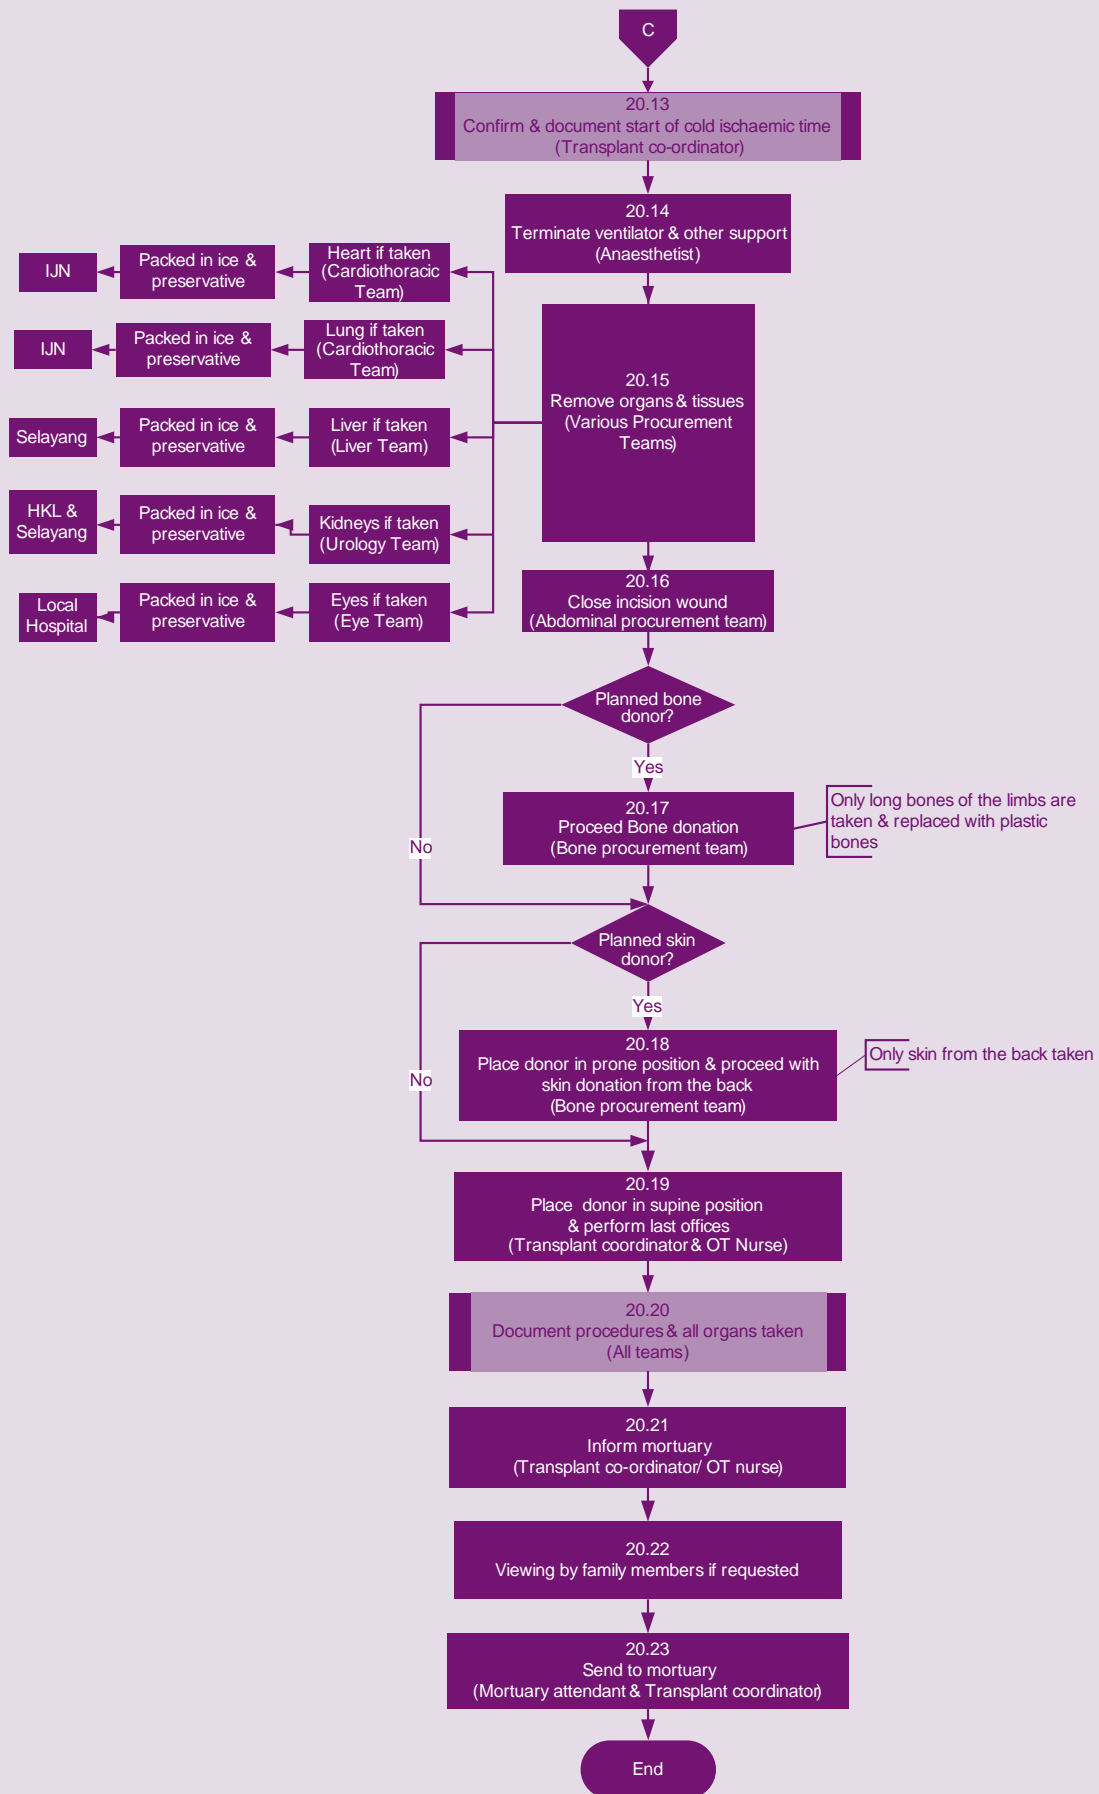 C
20.13
Confirm & document start of cold ischaemic time
(Transplant co-ordinator)
20.14
Terminate ventilator & other support
(Anaesthetist)
20.15
Remove organs & tissues
(Various Procurement
Teams)
Heart if taken
(Cardiothoracic
Team)
Packed in ice &
preservative
IJN
Lung if taken
(Cardiothoracic
Team)
Packed in ice &
preservative
IJN
Liver if taken
(Liver Team)
Packed in ice &
preservative
Selayang
Kidneys if taken
(Urology Team)
Packed in ice &
preservative
HKL &
Selayang
Eyes if taken
(Eye Team)
Packed in ice &
preservative
Local
Hospital
20.16
Close incision wound
(Abdominal procurement team)
Planned bone
donor?
Yes
No
20.17
Proceed Bone donation
(Bone procurement team)
Only long bones of the limbs are
taken & replaced with plastic
bones
Planned skin
donor?
Yes
No
20.18
Place donor in prone position & proceed with
skin donation from the back
(Bone procurement team)
Only skin from the back taken
20.19
Place donor in supine position
& perform last offices
(Transplant coordinator & OT Nurse)
20.20
Document procedures & all organs taken
(All teams)
20.21
Inform mortuary
(Transplant co-ordinator/ OT nurse)
20.22
Viewing by family members if requested
20.23
Send to mortuary
(Mortuary attendant & Transplant coordinator)
End